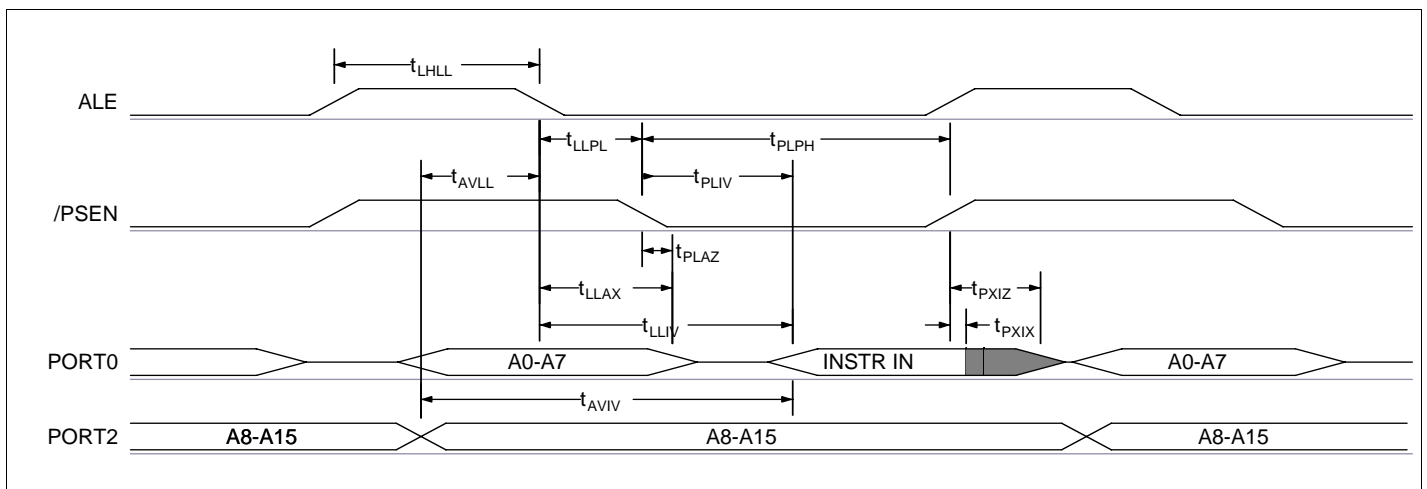 tLHLL
ALE
tLLPL
tPLPH
tAVLL
tPLIV
/PSEN
tPLAZ
tLLAX
tPXIZ
tLLIV
tPXIX
PORT0
A0-A7
INSTR IN
A0-A7
tAVIV
PORT2
A8-A15
A8-A15
A8-A15